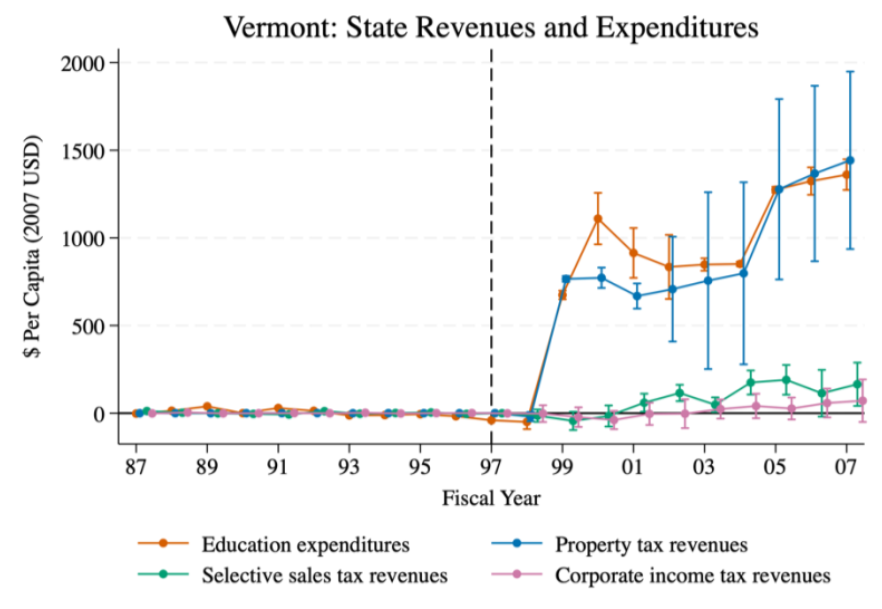 Vermont: State Revenues and Expenditures
$ Per Capita (2007 USD)
2000
1500
1000
500
0
87 89 91 93 95 97 99 01 03 05 07
Fiscal Year
Education expenditures Property tax revenues
Selective sales tax revenues Corporate income tax revenues